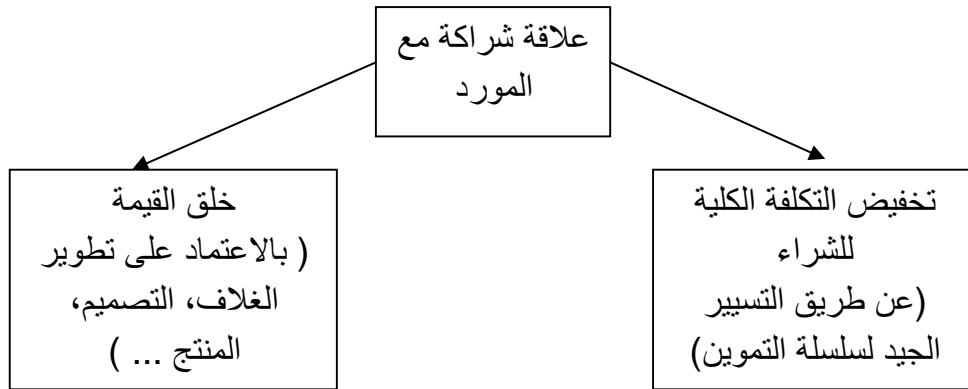 علاقة شراكة مع
المورد
تخفيض التكلفة الكلية
للشراء
(عن طريق التسيير
الجيد لسلسلة التموين)
خلق القيمة
( بالاعتماد على تطوير
الغلاف، التصميم،
المنتج ... )